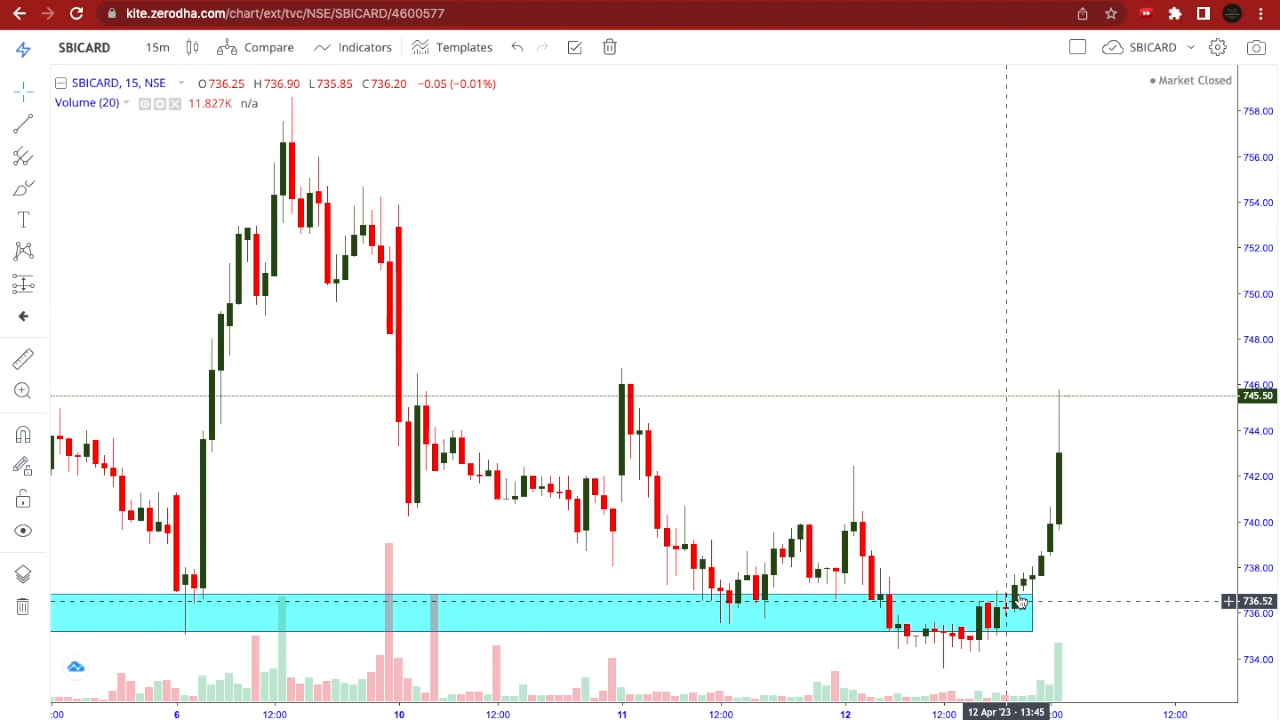 kite.zerodha.com/chart/ext/tvc/NSE/SBICARD/4600577
SBICARD 15m Compare Indicators Templates SBICARD
SBICARD, 15, NSE O736.25 H736.90 L735.85 C736.20 −0.05 (−0.01%)
Market Closed
Volume (20) 11.827K n/a
758.00
756.00
754.00
752.00
750.00
748.00
746.00
745.50
744.00
742.00
740.00
738.00
736.52
736.00
734.00
:00 6 12:00 10 12:00 11 12:00 12 12:00 12 Apr '23 · 13:45 :00 12:00